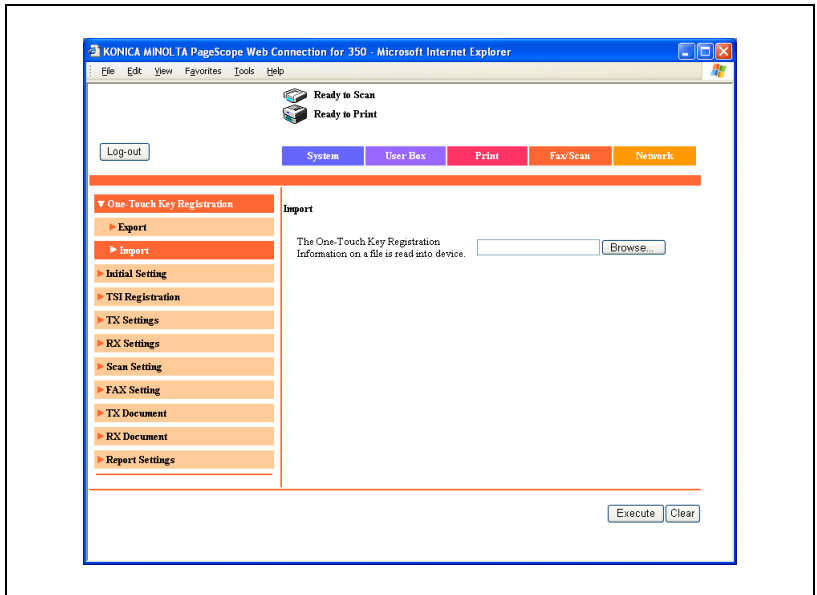 KONICA MINOLTA PageScope Web Connection for 350 - Microsoft Internet Explorer
File Edit View Favorites Tools Help
Ready to Scan
Ready to Print
Log-out
System User Box Print Fax/Scan Network
One-Touch Key Registration
Export
Import
Initial Setting
TSI Registration
TX Settings
RX Settings
Scan Setting
FAX Setting
TX Document
RX Document
Report Settings
Import
The One-Touch Key Registration
Information on a file is read into device.
Browse...
Execute Clear